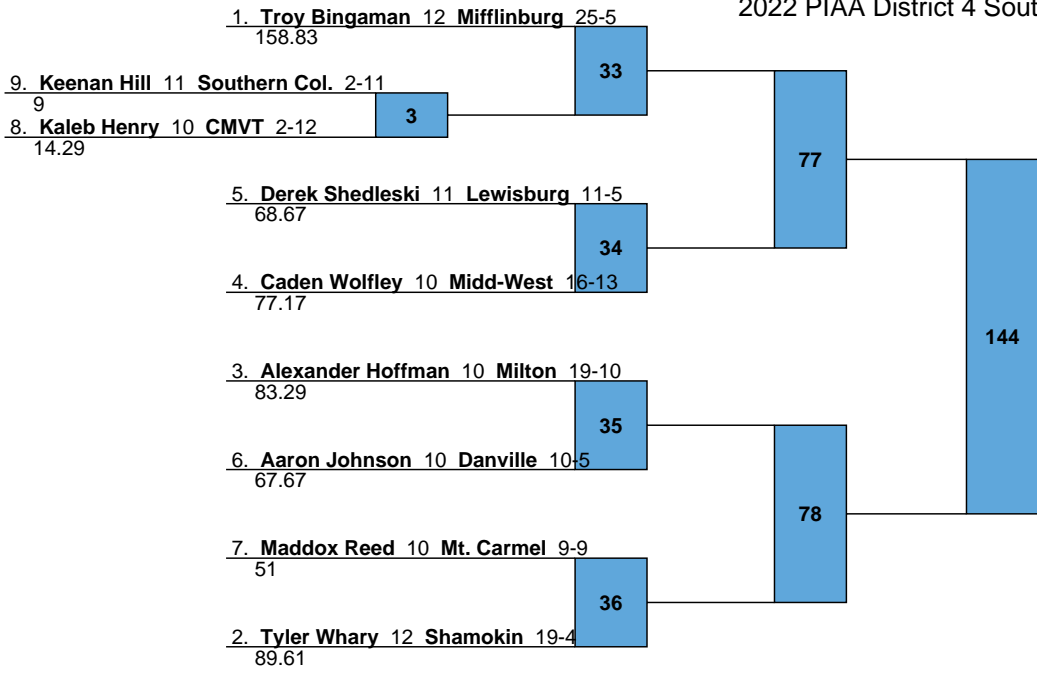 2022 PIAA District 4 Sout
1. Troy Bingaman 12 Mifflinburg 25-5
158.83
33
9. Keenan Hill 11 Southern Col. 2-11
9
3
8. Kaleb Henry 10 CMVT 2-12
14.29
77
5. Derek Shedleski 11 Lewisburg 11-5
68.67
34
4. Caden Wolfley 10 Midd-West 16-13
77.17
144
3. Alexander Hoffman 10 Milton 19-10
83.29
35
6. Aaron Johnson 10 Danville 10-5
67.67
78
7. Maddox Reed 10 Mt. Carmel 9-9
51
36
2. Tyler Whary 12 Shamokin 19-4
89.61